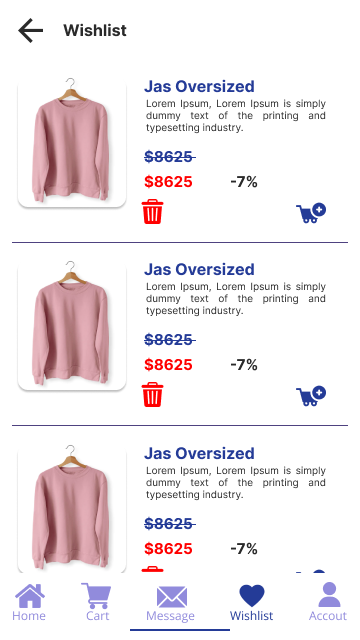 Wishlist
Jas Oversized
Lorem Ipsum, Lorem Ipsum is simply
dummy text of the printing and
typesetting industry.
$8625
$8625 -7%
Jas Oversized
Lorem Ipsum, Lorem Ipsum is simply
dummy text of the printing and
typesetting industry.
$8625
$8625 -7%
Jas Oversized
Lorem Ipsum, Lorem Ipsum is simply
dummy text of the printing and
typesetting industry.
$8625
$8625 -7%
Home Cart Message Wishlist Accout